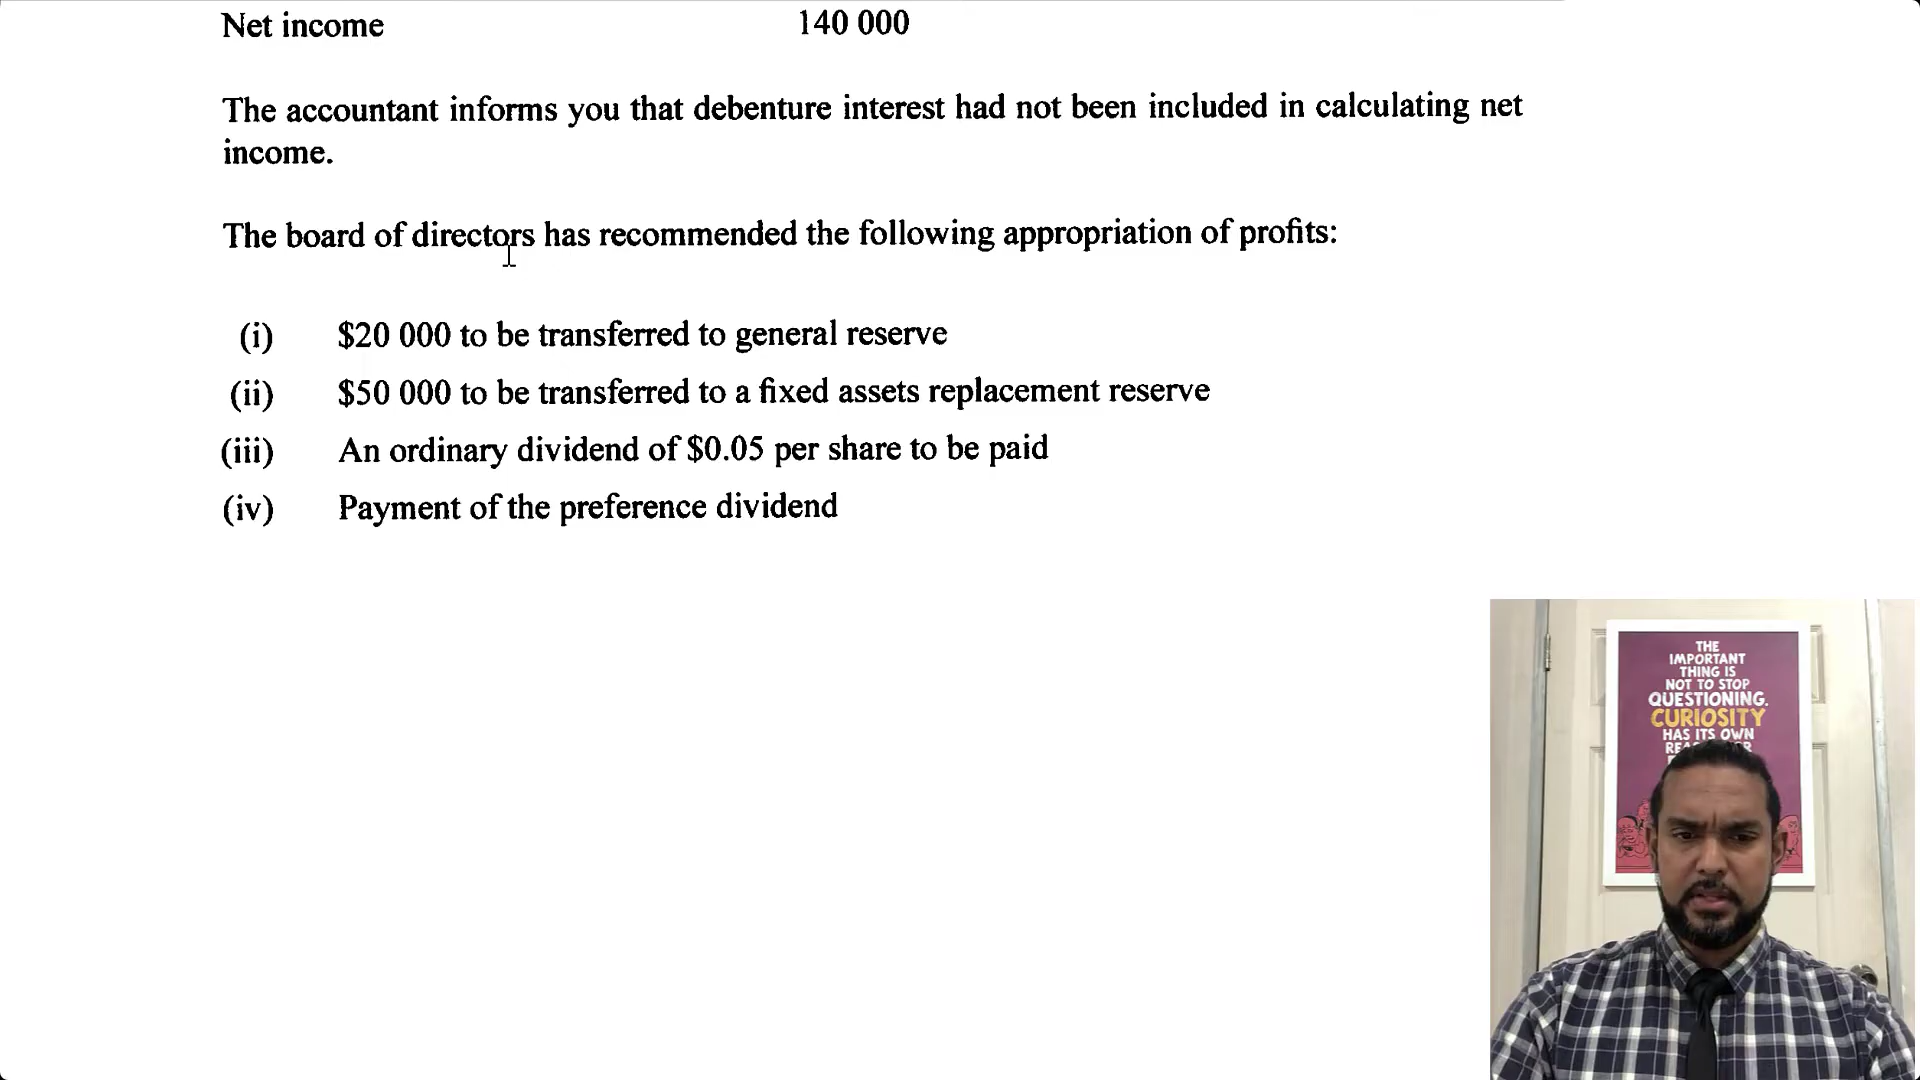 Net income 140 000
The accountant informs you that debenture interest had not been included in calculating net
income.
The board of directors has recommended the following appropriation of profits:
(i) $20 000 to be transferred to general reserve
(ii) $50 000 to be transferred to a fixed assets replacement reserve
(iii) An ordinary dividend of $0.05 per share to be paid
(iv) Payment of the preference dividend
THE
IMPORTANT
THING IS
NOT TO STOP
QUESTIONING.
CURIOSITY
HAS ITS OWN